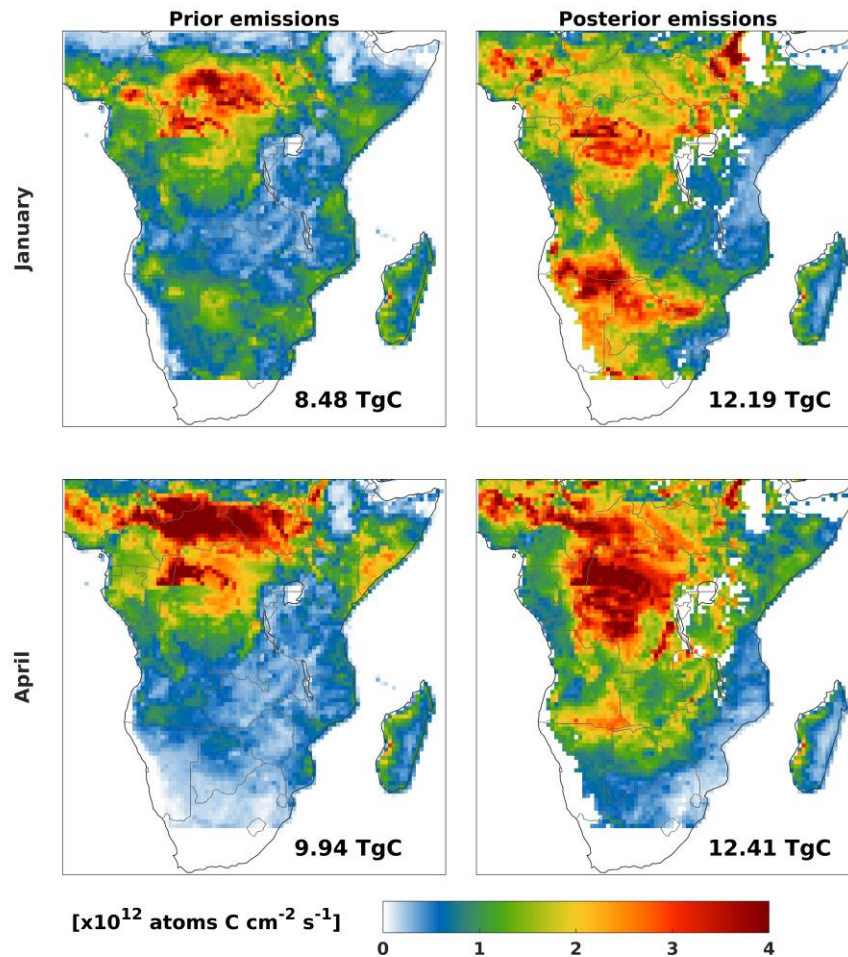 Prior emissions
Posterior emissions
January
8.48 TgC
12.19 TgC
April
9.94 TgC
12.41 TgC
[x10¹² atoms C cm⁻² s⁻¹]
0 1 2 3 4